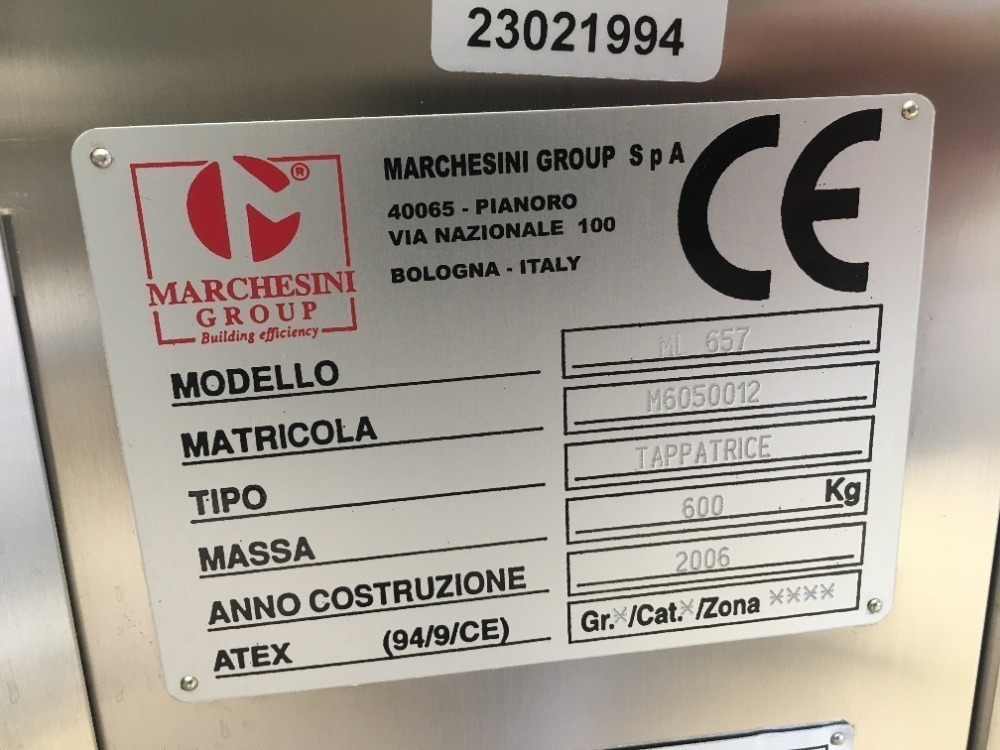 23021994
MARCHESINI
GROUP
Building efficiency
®
MARCHESINI GROUP S p A
40065 - PIANORO
VIA NAZIONALE 100
BOLOGNA - ITALY
CE
MODELLO ML 657
MATRICOLA M6050012
TIPO TAPPATRICE
MASSA 600 Kg
ANNO COSTRUZIONE 2006
ATEX (94/9/CE) Gr.*/Cat.*/Zona ****